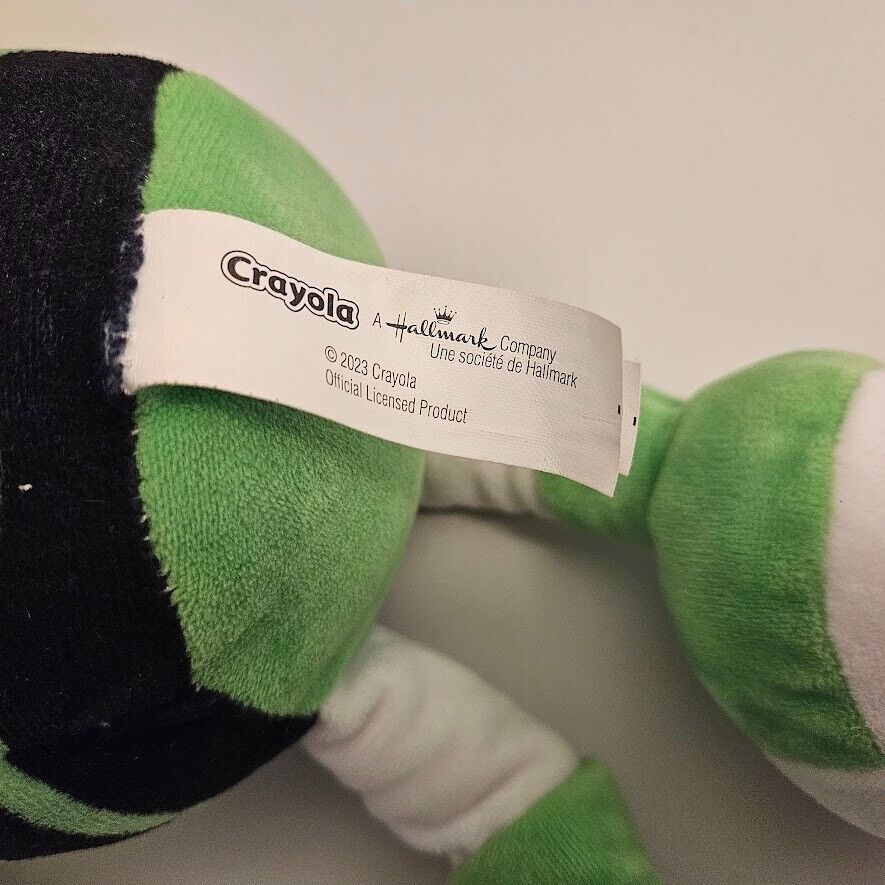 Crayola A Hallmark Company
Une société de Hallmark
© 2023 Crayola
Official Licensed Product